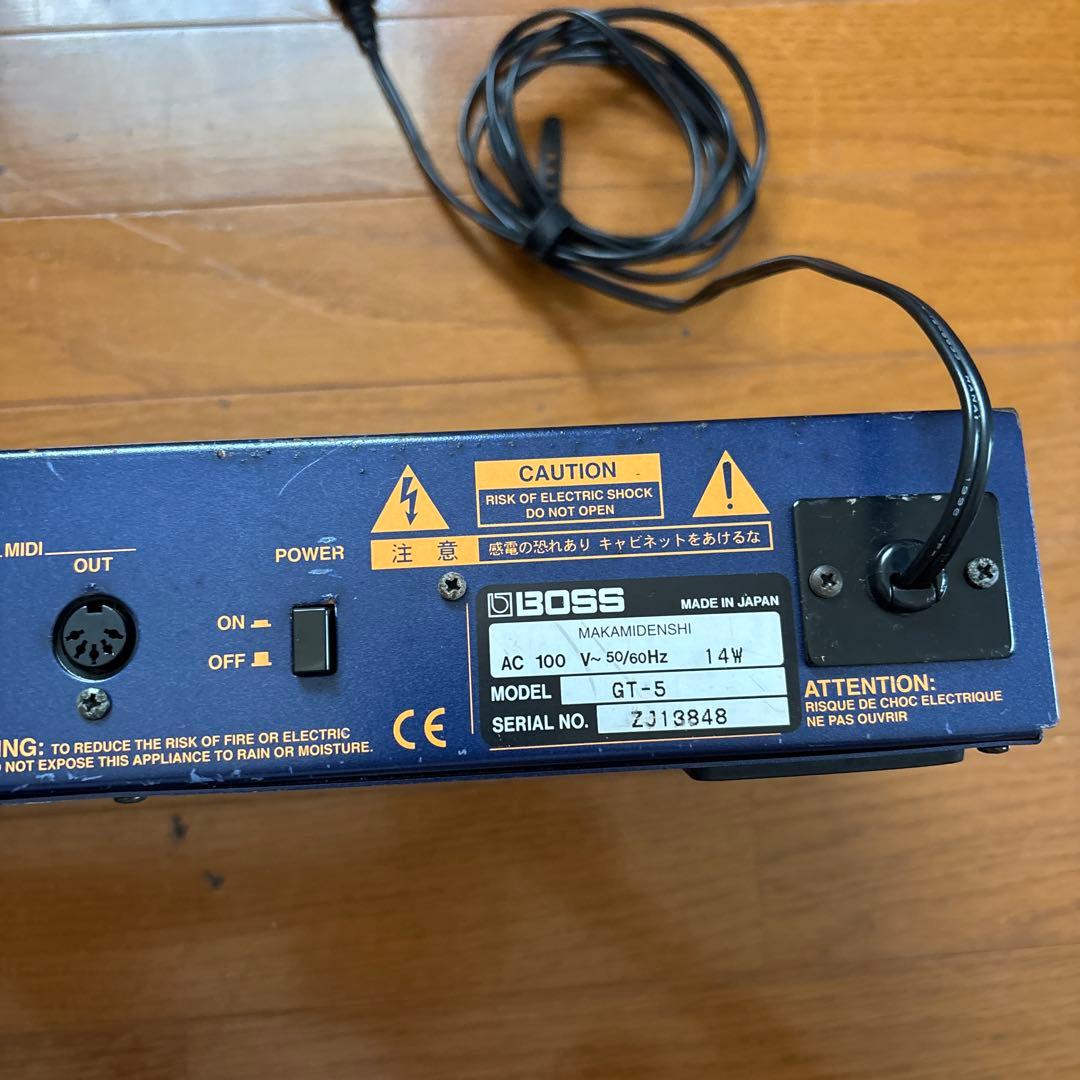 MIDI
OUT
POWER
ON
OFF
CAUTION
RISK OF ELECTRIC SHOCK
DO NOT OPEN
注 意
感電の恐れあり キャビネットをあけるな
BOSS
MADE IN JAPAN
MAKAMIDENSHI
AC 100 V~ 50/60Hz 14W
MODEL GT-5
SERIAL NO. ZJ13848
CE
ATTENTION:
RISQUE DE CHOC ELECTRIQUE
NE PAS OUVRIR
NING: TO REDUCE THE RISK OF FIRE OR ELECTRIC
NOT EXPOSE THIS APPLIANCE TO RAIN OR MOISTURE.
1996